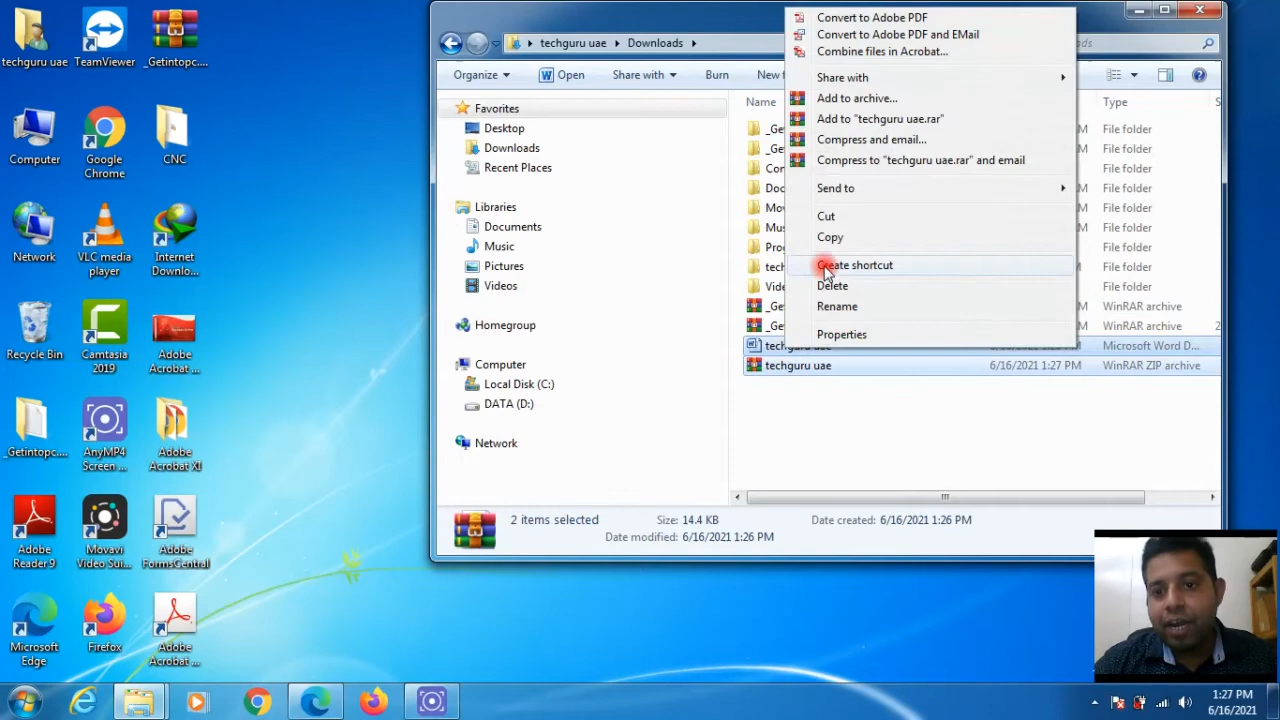 techguru uae
TeamViewer
_Getintopc....
Computer
Google
Chrome
CNC
Network
VLC media
player
Internet
Downlo...
Recycle Bin
Camtasia
2019
Adobe
Acrobat ...
_Getintopc....
AnyMP4
Screen ...
Adobe
Acrobat XI
Adobe
Reader 9
Movavi
Video Sui...
Adobe
FormsCentral
Microsoft
Edge
Firefox
Adobe
Acrobat ...
techguru uae
Downloads
Organize
Open
Share with
Burn
Favorites
Desktop
Downloads
Recent Places
Libraries
Documents
Music
Pictures
Videos
Homegroup
Computer
Local Disk (C:)
DATA (D:)
Network
Name
Type
File folder
File folder
File folder
File folder
File folder
File folder
File folder
File folder
File folder
WinRAR archive
WinRAR archive
Microsoft Word D...
techguru uae 6/16/2021 1:27 PM WinRAR ZIP archive
Convert to Adobe PDF
Convert to Adobe PDF and EMail
Combine files in Acrobat...
Share with
Add to archive...
Add to "techguru uae.rar"
Compress and email...
Compress to "techguru uae.rar" and email
Send to
Cut
Copy
Create shortcut
Delete
Rename
Properties
2 items selected
Size: 14.4 KB
Date created: 6/16/2021 1:26 PM
Date modified: 6/16/2021 1:26 PM
1:27 PM
6/16/2021